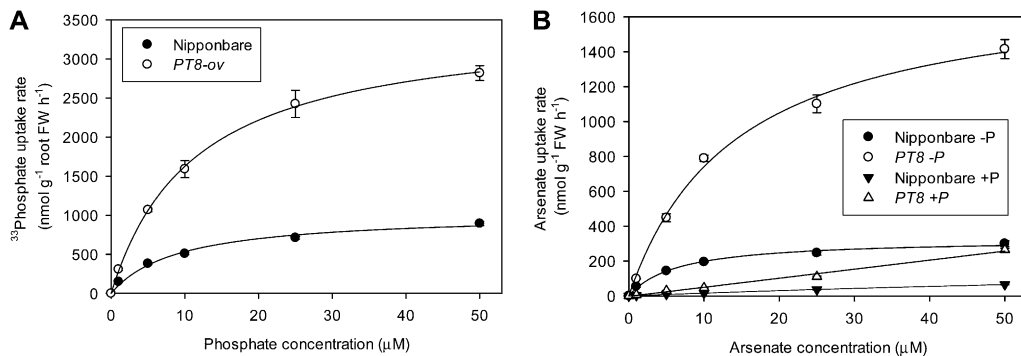 A
³³Phosphate uptake rate
(nmol g⁻¹ root FW h⁻¹)
3500
3000
2500
2000
1500
1000
500
0
Nipponbare
PT8-ov
0
10
20
30
40
50
Phosphate concentration (μM)
B
Arsenate uptake rate
(nmol g⁻¹ FW h⁻¹)
1600
1400
1200
1000
800
600
400
200
0
Nipponbare -P
PT8 -P
Nipponbare +P
PT8 +P
0
10
20
30
40
50
Arsenate concentration (μM)